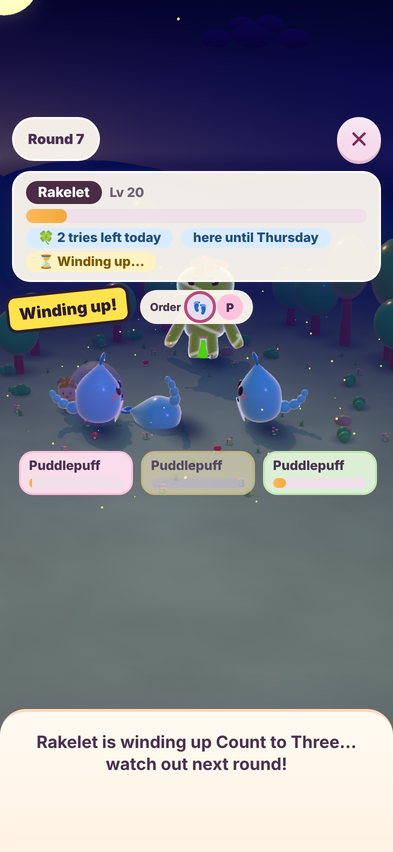 Round 7
Rakelet Lv 20
🍀 2 tries left today here until Thursday
⏳ Winding up...
Winding up!
Order 👣 P
Puddlepuff Puddlepuff Puddlepuff
Rakelet is winding up Count to Three...
watch out next round!